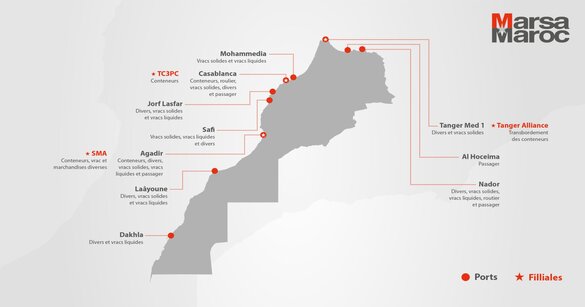 Marsa
Maroc
Mohammedia
Vracs solides et vracs liquides
★ TC3PC
Conteneurs
Casablanca
Conteneurs, routier,
vracs solides, divers
et passager
Jorf Lasfar
Divers, vracs solides
et vracs liquides
Safi
Vracs solides, vracs liquides
et divers
★ SMA
Conteneurs, vrac et
marchandises diverses
Agadir
Conteneurs, divers,
vracs solides, vracs
liquides et passager
Laâyoune
Divers, vracs solides
et vracs liquides
Dakhla
Divers et vracs liquides
Tanger Med 1
Divers et vracs solides
★ Tanger Alliance
Transbordement
des conteneurs
Al Hoceima
Passager
Nador
Divers, vracs solides,
vracs liquides, routier
et passager
Ports
★ Filliales